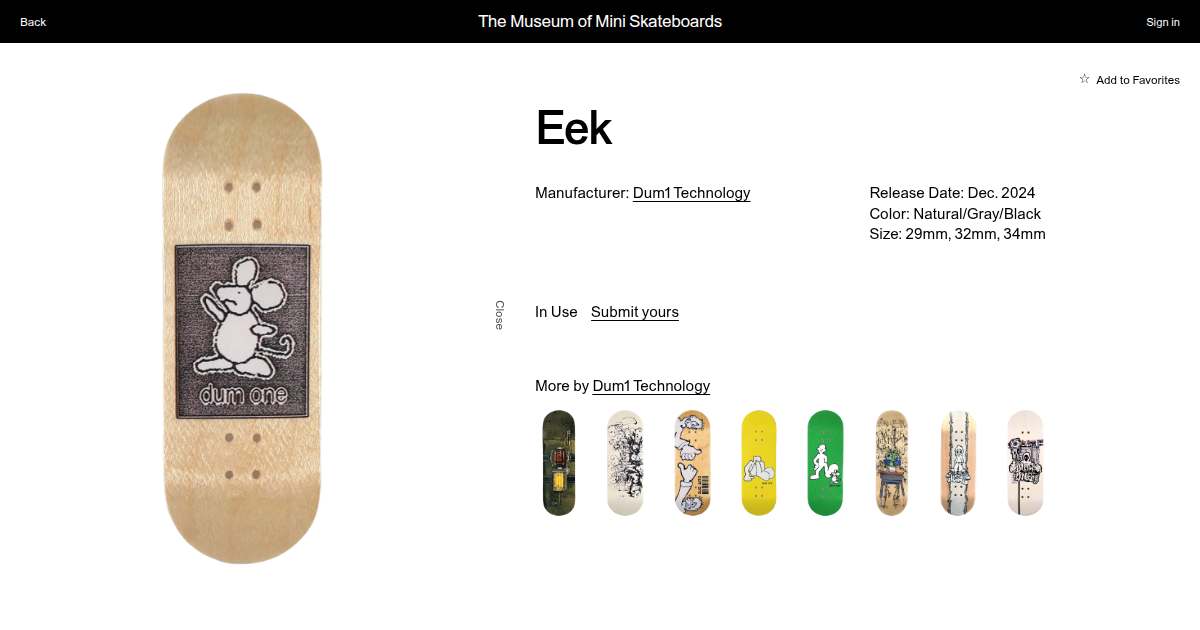 Back
The Museum of Mini Skateboards
Sign in
☆ Add to Favorites
Eek
Manufacturer: Dum1 Technology
Release Date: Dec. 2024
Color: Natural/Gray/Black
Size: 29mm, 32mm, 34mm
dum one
Close
In Use Submit yours
More by Dum1 Technology